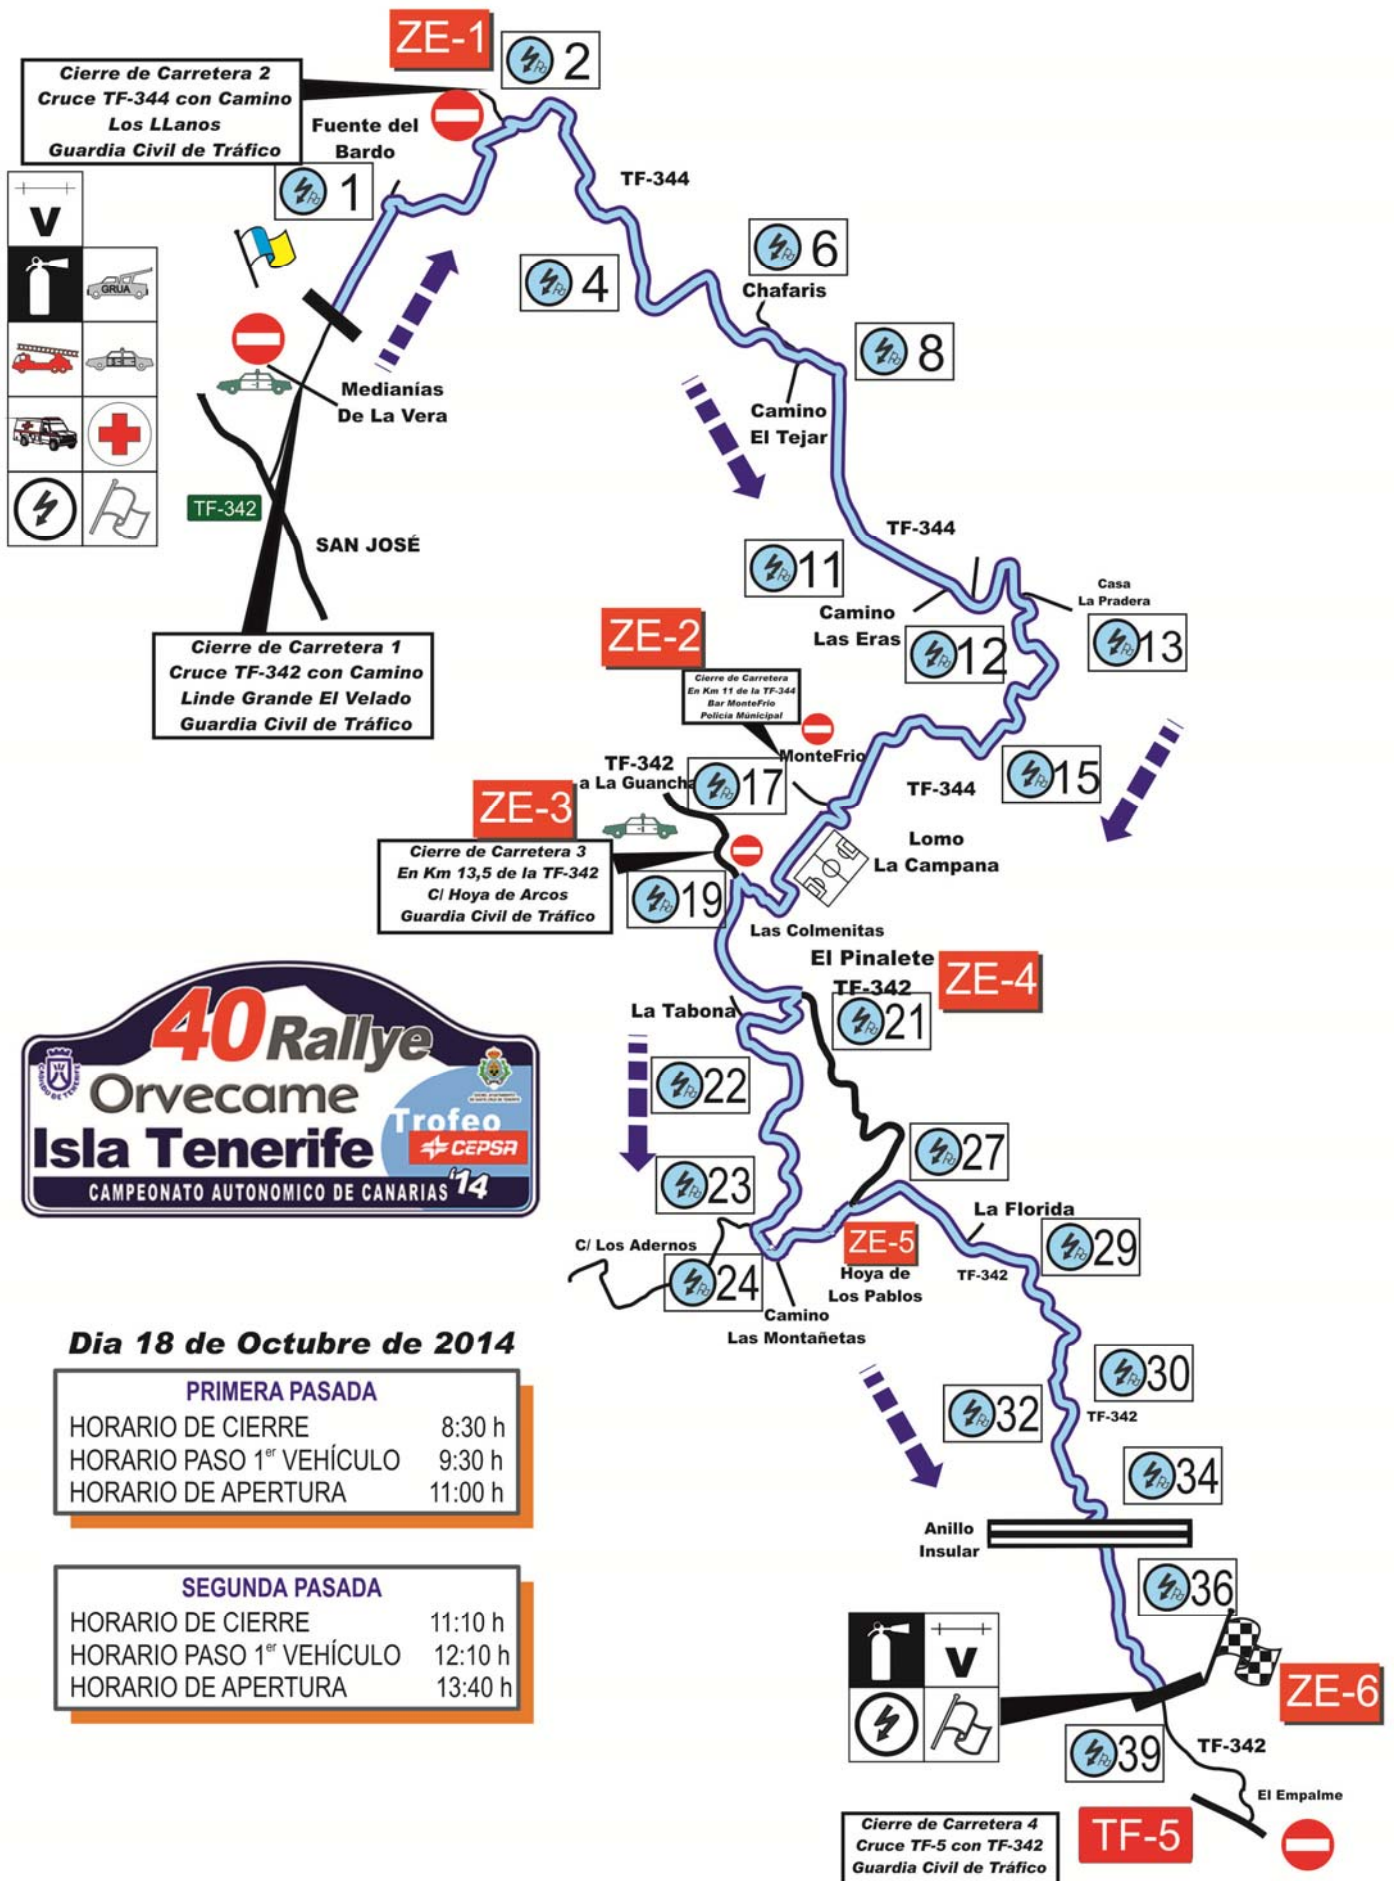 ZE-1
2
Cierre de Carretera 2
Cruce TF-344 con Camino
Los LLanos
Guardia Civil de Tráfico
Fuente del
Bardo
1
TF-344
V
GRUA
4
6
Chafaris
8
Medianías
De La Vera
Camino
El Tejar
TF-342
SAN JOSÉ
TF-344
11
Casa
La Pradera
Camino
Las Eras
12
13
Cierre de Carretera 1
Cruce TF-342 con Camino
Linde Grande El Velado
Guardia Civil de Tráfico
ZE-2
Cierre de Carretera
En Km 11 de la TF-344
Bar MonteFrio
Policía Múnicipal
MonteFrio
TF-342
a La Guancha
17
15
TF-344
ZE-3
Lomo
La Campana
Cierre de Carretera 3
En Km 13,5 de la TF-342
C/ Hoya de Arcos
Guardia Civil de Tráfico
19
Las Colmenitas
El Pinalete
TF-342
ZE-4
La Tabona
21
40 Rallye
Orvecame
Isla Tenerife
Trofeo
CEPSA
CABILDO DE TENERIFE
CAMPEONATO AUTONOMICO DE CANARIAS '14
22
27
23
La Florida
C/ Los Adernos
ZE-5
29
24
Hoya de
Los Pablos
TF-342
Camino
Las Montañetas
Dia 18 de Octubre de 2014
PRIMERA PASADA
HORARIO DE CIERRE 8:30 h
HORARIO PASO 1er VEHÍCULO 9:30 h
HORARIO DE APERTURA 11:00 h
30
32
TF-342
34
Anillo
Insular
SEGUNDA PASADA
HORARIO DE CIERRE 11:10 h
HORARIO PASO 1er VEHÍCULO 12:10 h
HORARIO DE APERTURA 13:40 h
36
V
ZE-6
39
TF-342
El Empalme
Cierre de Carretera 4
Cruce TF-5 con TF-342
Guardia Civil de Tráfico
TF-5